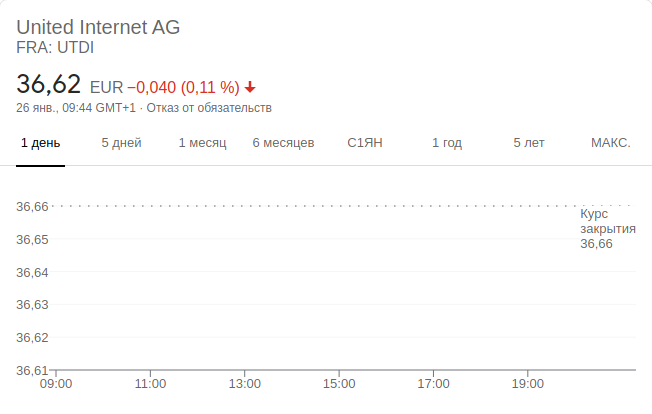 United Internet AG
FRA: UTDI
36,62 EUR −0,040 (0,11 %)
26 янв., 09:44 GMT+1 · Отказ от обязательств
1 день 5 дней 1 месяц 6 месяцев С1ЯН 1 год 5 лет МАКС.
36,66
Курс
закрытия
36,66
36,65
36,64
36,63
36,62
36,61
09:00 11:00 13:00 15:00 17:00 19:00